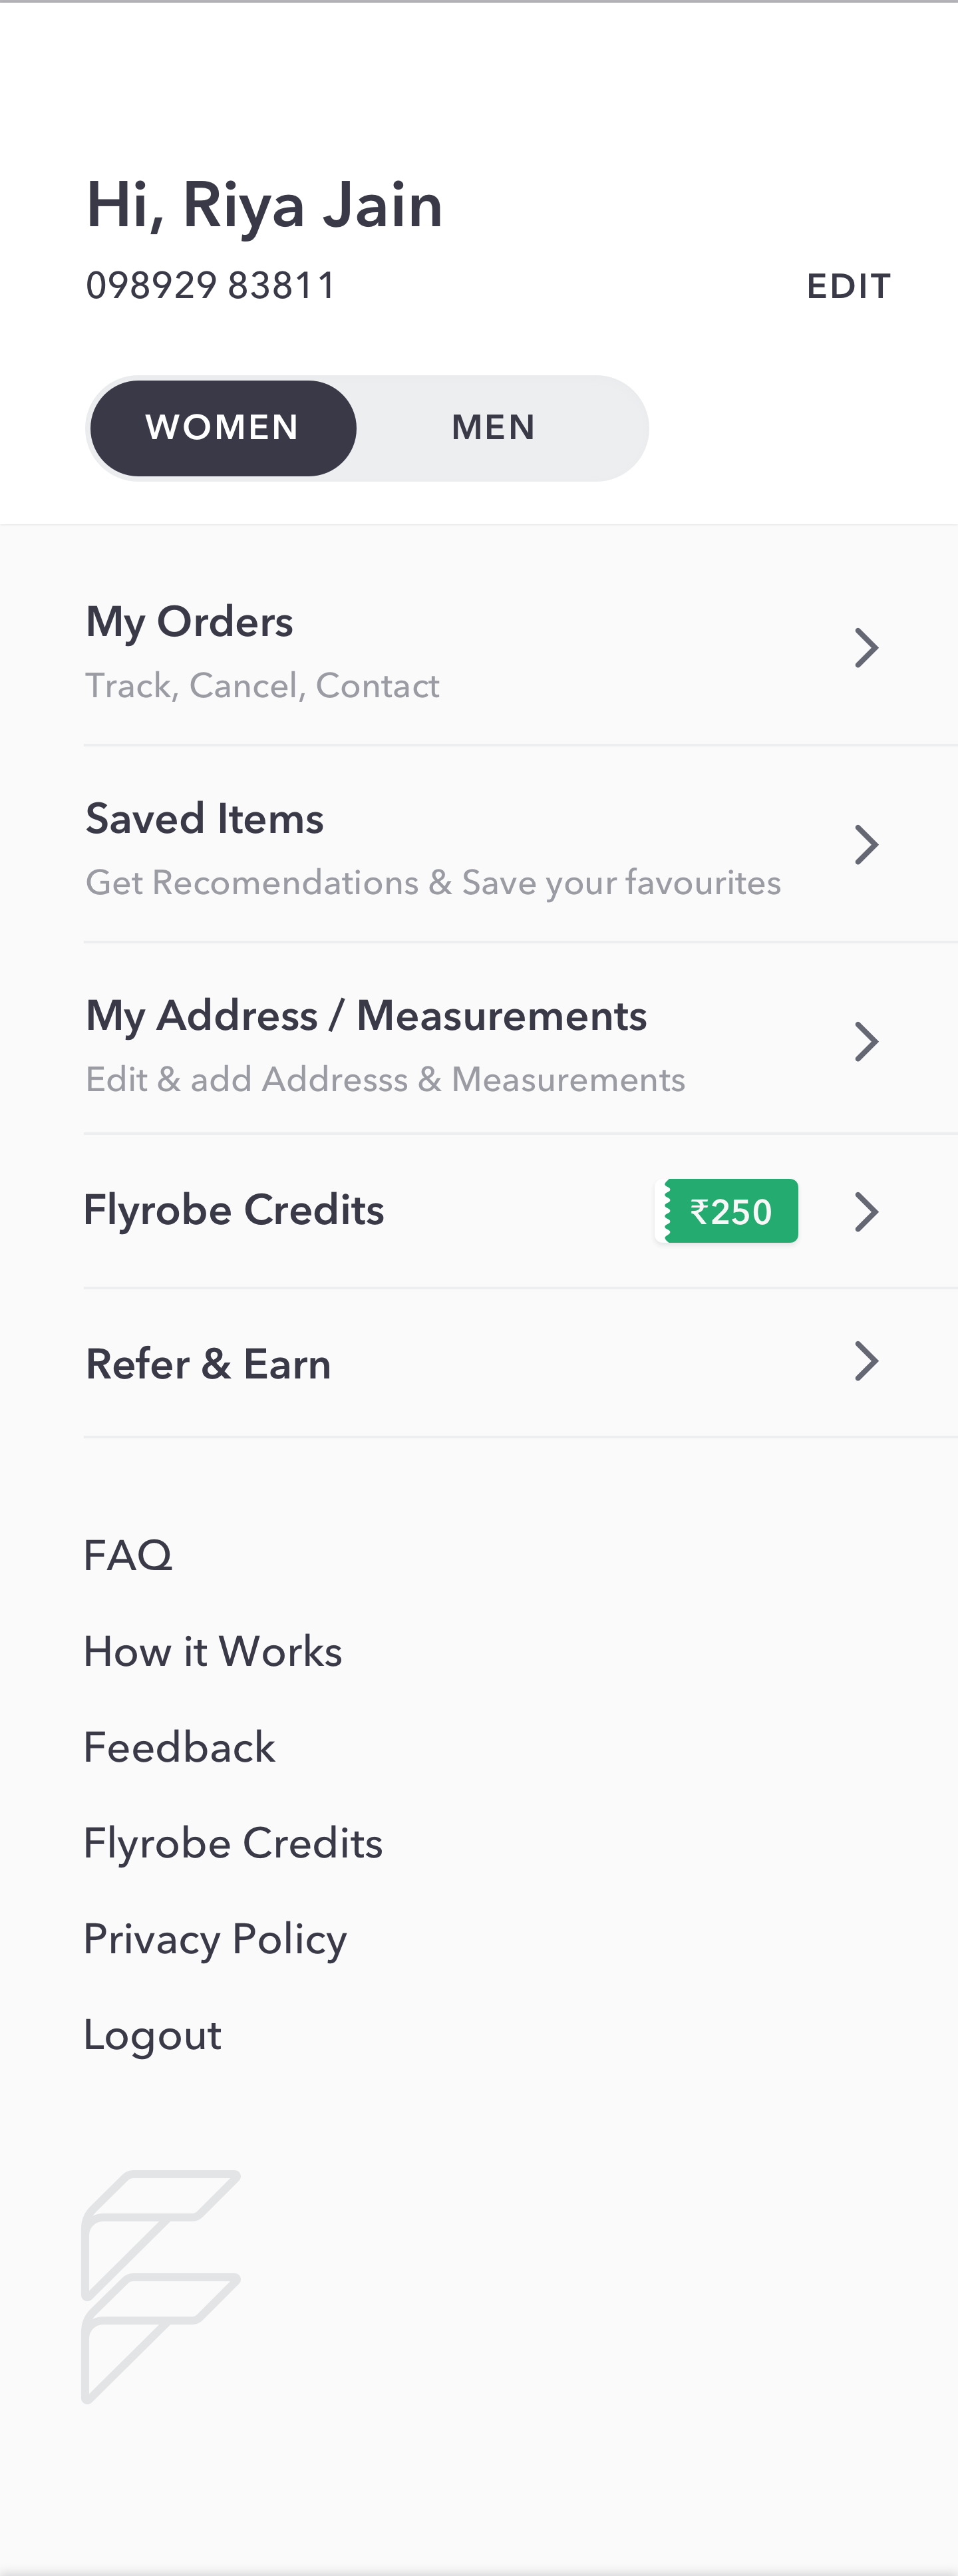 Hi, Riya Jain
098929 83811
EDIT
WOMEN
MEN
My Orders
Track, Cancel, Contact
Saved Items
Get Recomendations & Save your favourites
My Address / Measurements
Edit & add Addresss & Measurements
Flyrobe Credits
₹250
Refer & Earn
FAQ
How it Works
Feedback
Flyrobe Credits
Privacy Policy
Logout